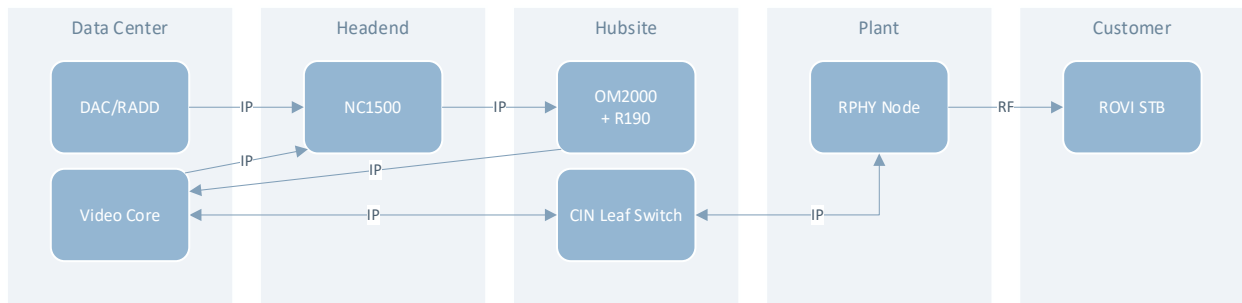 Data Center
Headend
Hubsite
Plant
Customer
DAC/RADD
IP
NC1500
IP
OM2000
+ R190
RPHY Node
RF
ROVI STB
IP
IP
Video Core
IP
CIN Leaf Switch
IP